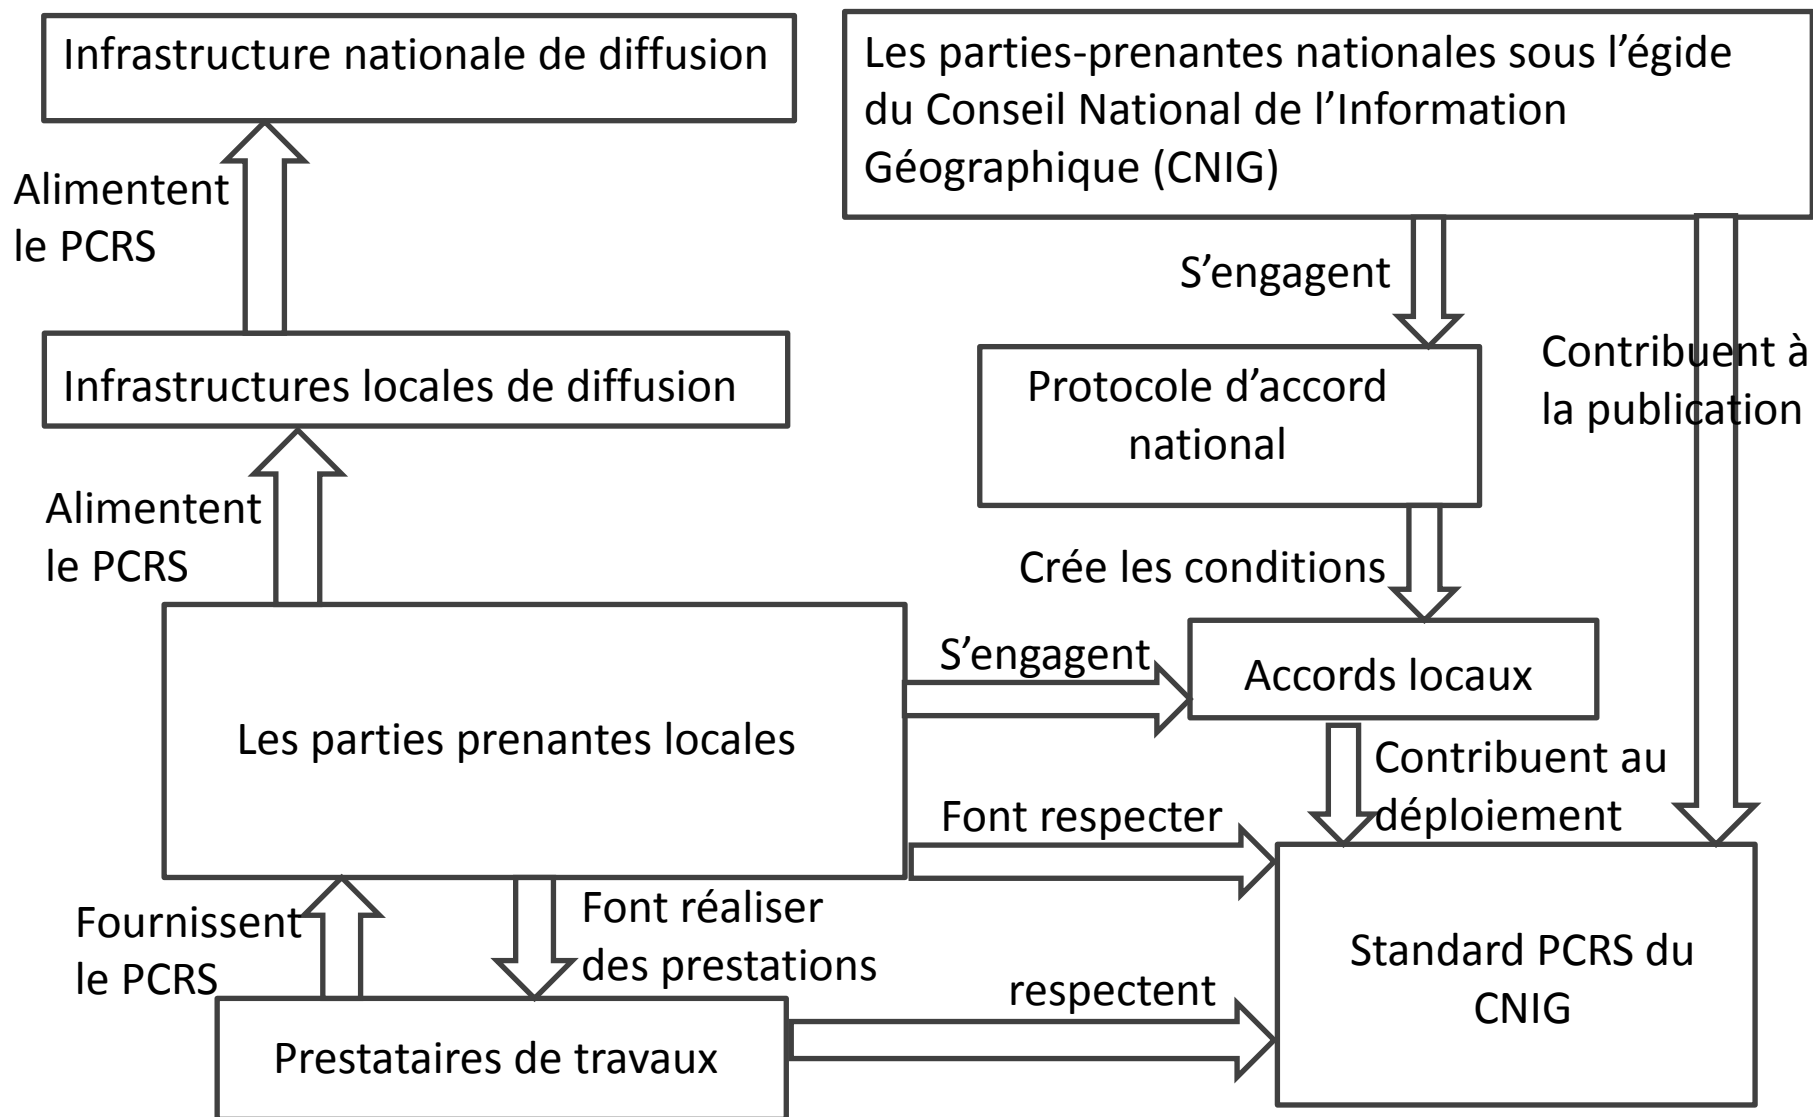 Infrastructure nationale de diffusion
Les parties-prenantes nationales sous l’égide
du Conseil National de l’Information
Géographique (CNIG)
Alimentent
le PCRS
S’engagent
Infrastructures locales de diffusion
Protocole d’accord
national
Contribuent à
la publication
Alimentent
le PCRS
Crée les conditions
S’engagent
Accords locaux
Les parties prenantes locales
Contribuent au
déploiement
Font respecter
Fournissent
le PCRS
Font réaliser
des prestations
Standard PCRS du
CNIG
respectent
Prestataires de travaux